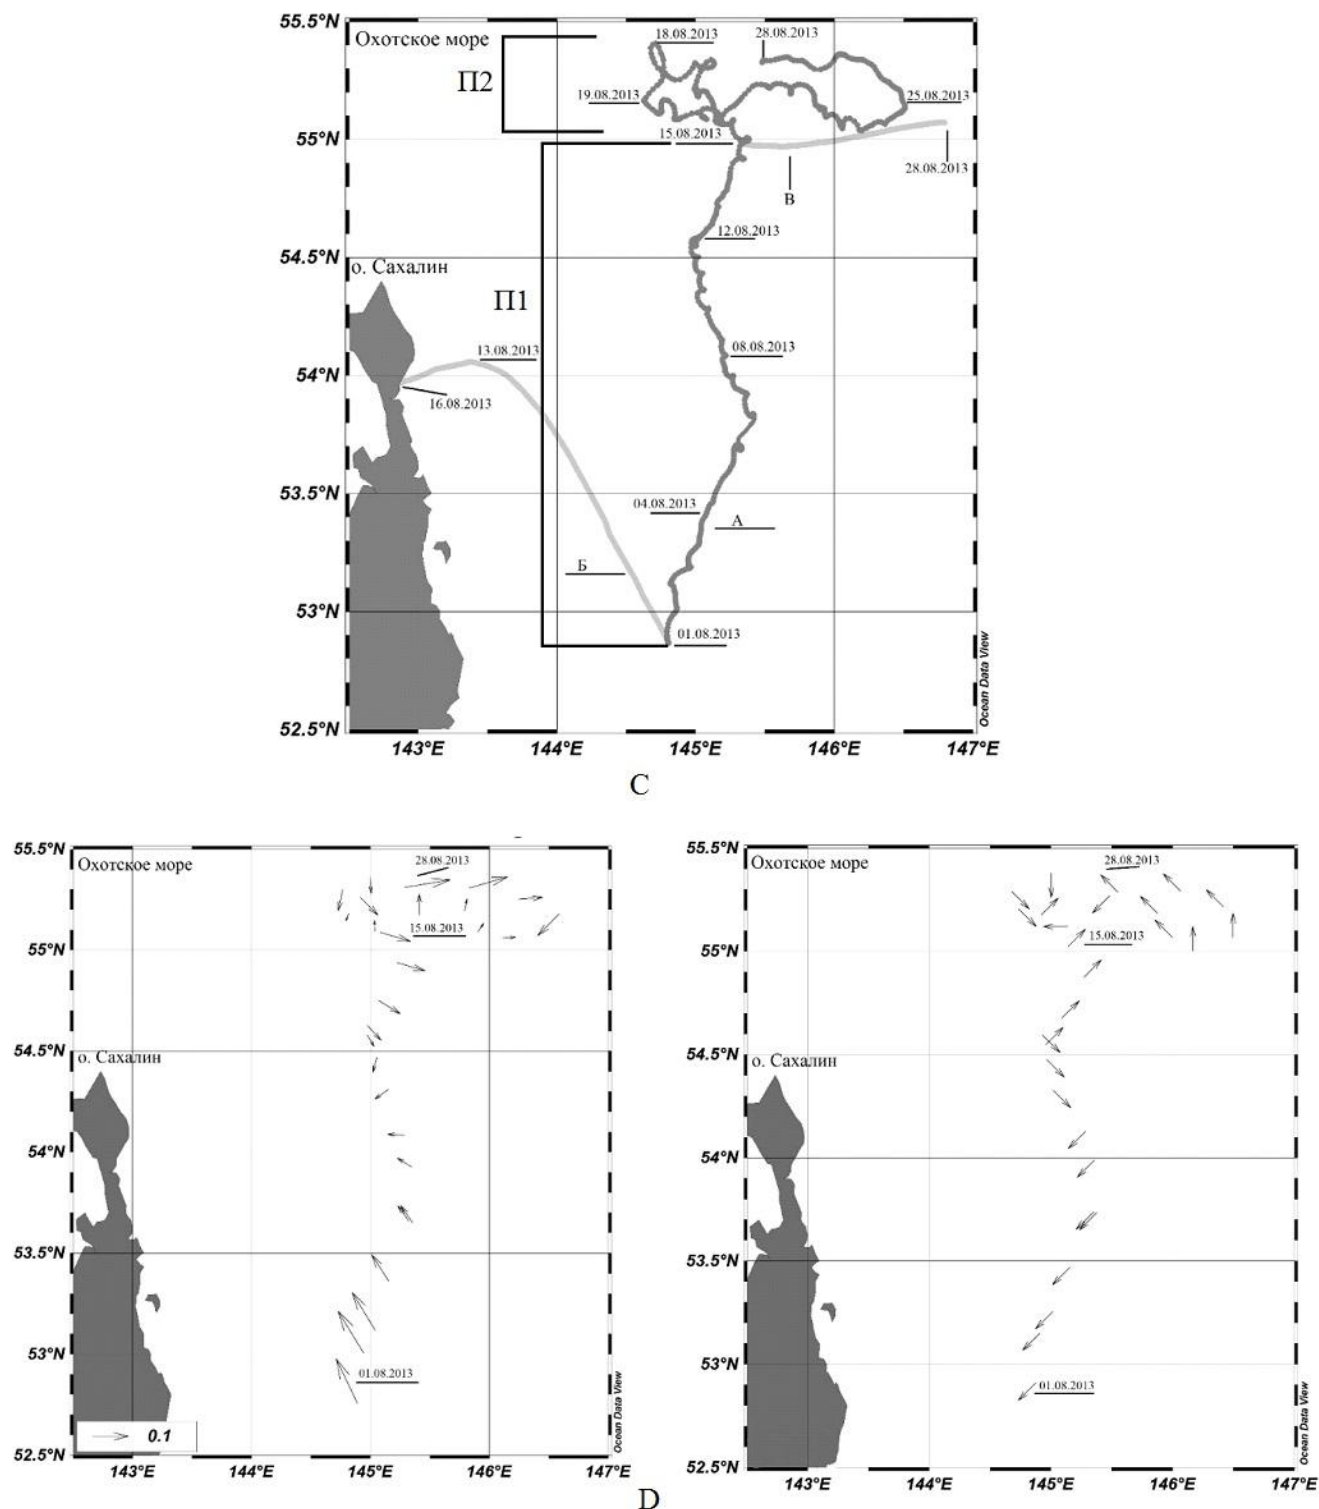 55.5°N
Охотское море
18.08.2013
28.08.2013
П2
19.08.2013
25.08.2013
55°N
15.08.2013
28.08.2013
В
12.08.2013
54.5°N
о. Сахалин
П1
13.08.2013
08.08.2013
54°N
16.08.2013
53.5°N
04.08.2013
А
Б
53°N
01.08.2013
52.5°N
Ocean Data View
143°E 144°E 145°E 146°E 147°E
C
55.5°N
Охотское море
28.08.2013
15.08.2013
55°N
54.5°N
о. Сахалин
54°N
53.5°N
53°N
01.08.2013
0.1
52.5°N
Ocean Data View
143°E 144°E 145°E 146°E 147°E
55.5°N
Охотское море
28.08.2013
15.08.2013
55°N
54.5°N
о. Сахалин
54°N
53.5°N
53°N
01.08.2013
52.5°N
Ocean Data View
143°E 144°E 145°E 146°E 147°E
D